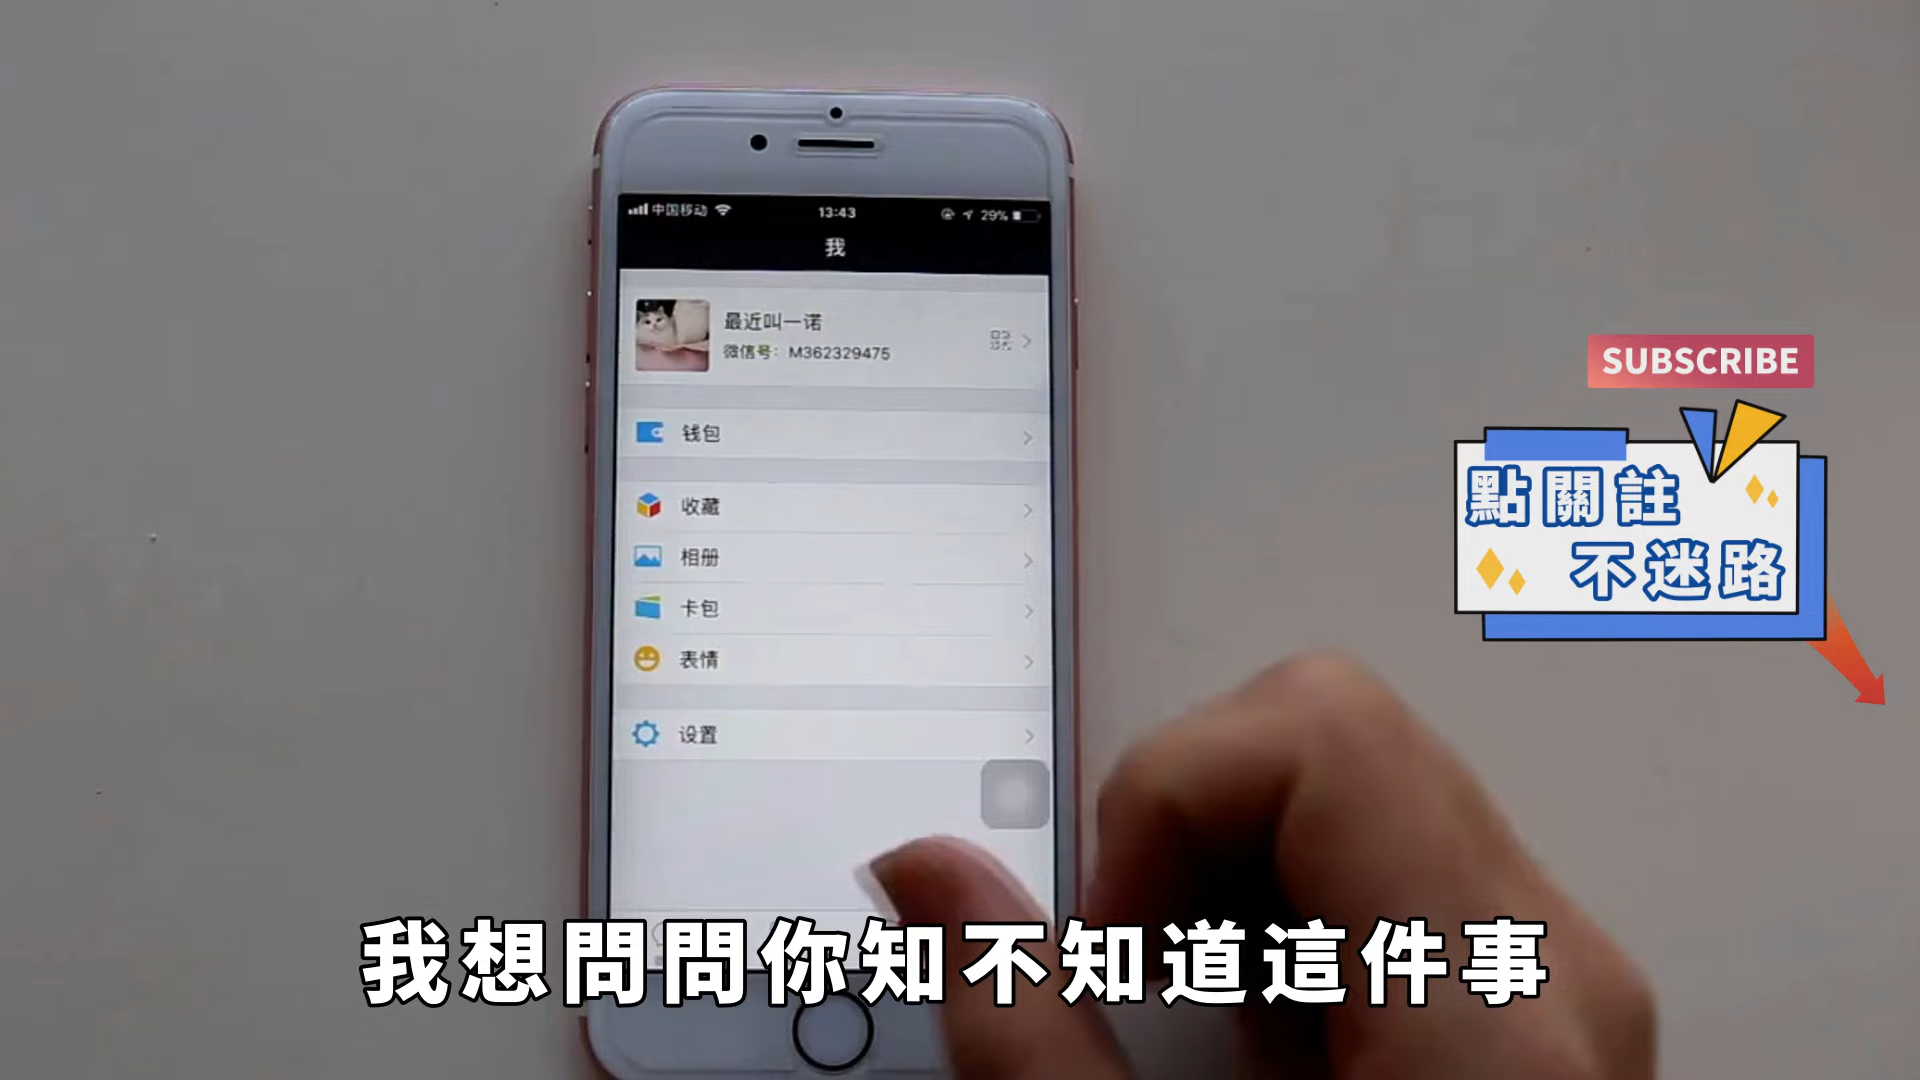 中国移动
13:43
29%
我
最近叫一诺
微信号：M362329475
钱包
收藏
相册
卡包
表情
设置
SUBSCRIBE
點關註
不迷路
我想問問你知不知道這件事